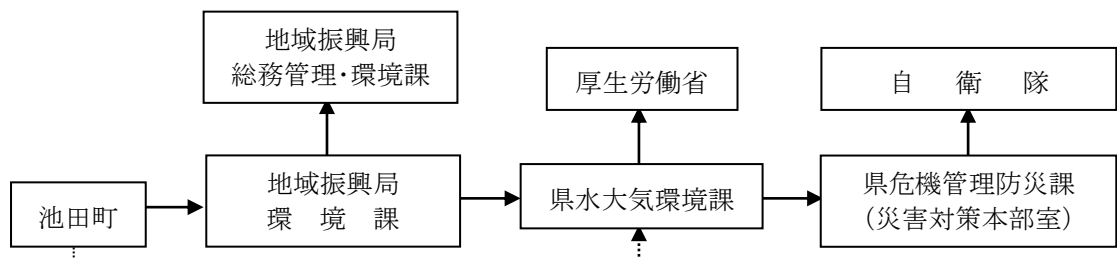 地域振興局
総務管理・環境課
厚生労働省
自　衛　隊
池田町
地域振興局
環　境　課
県水大気環境課
県危機管理防災課
（災害対策本部室）